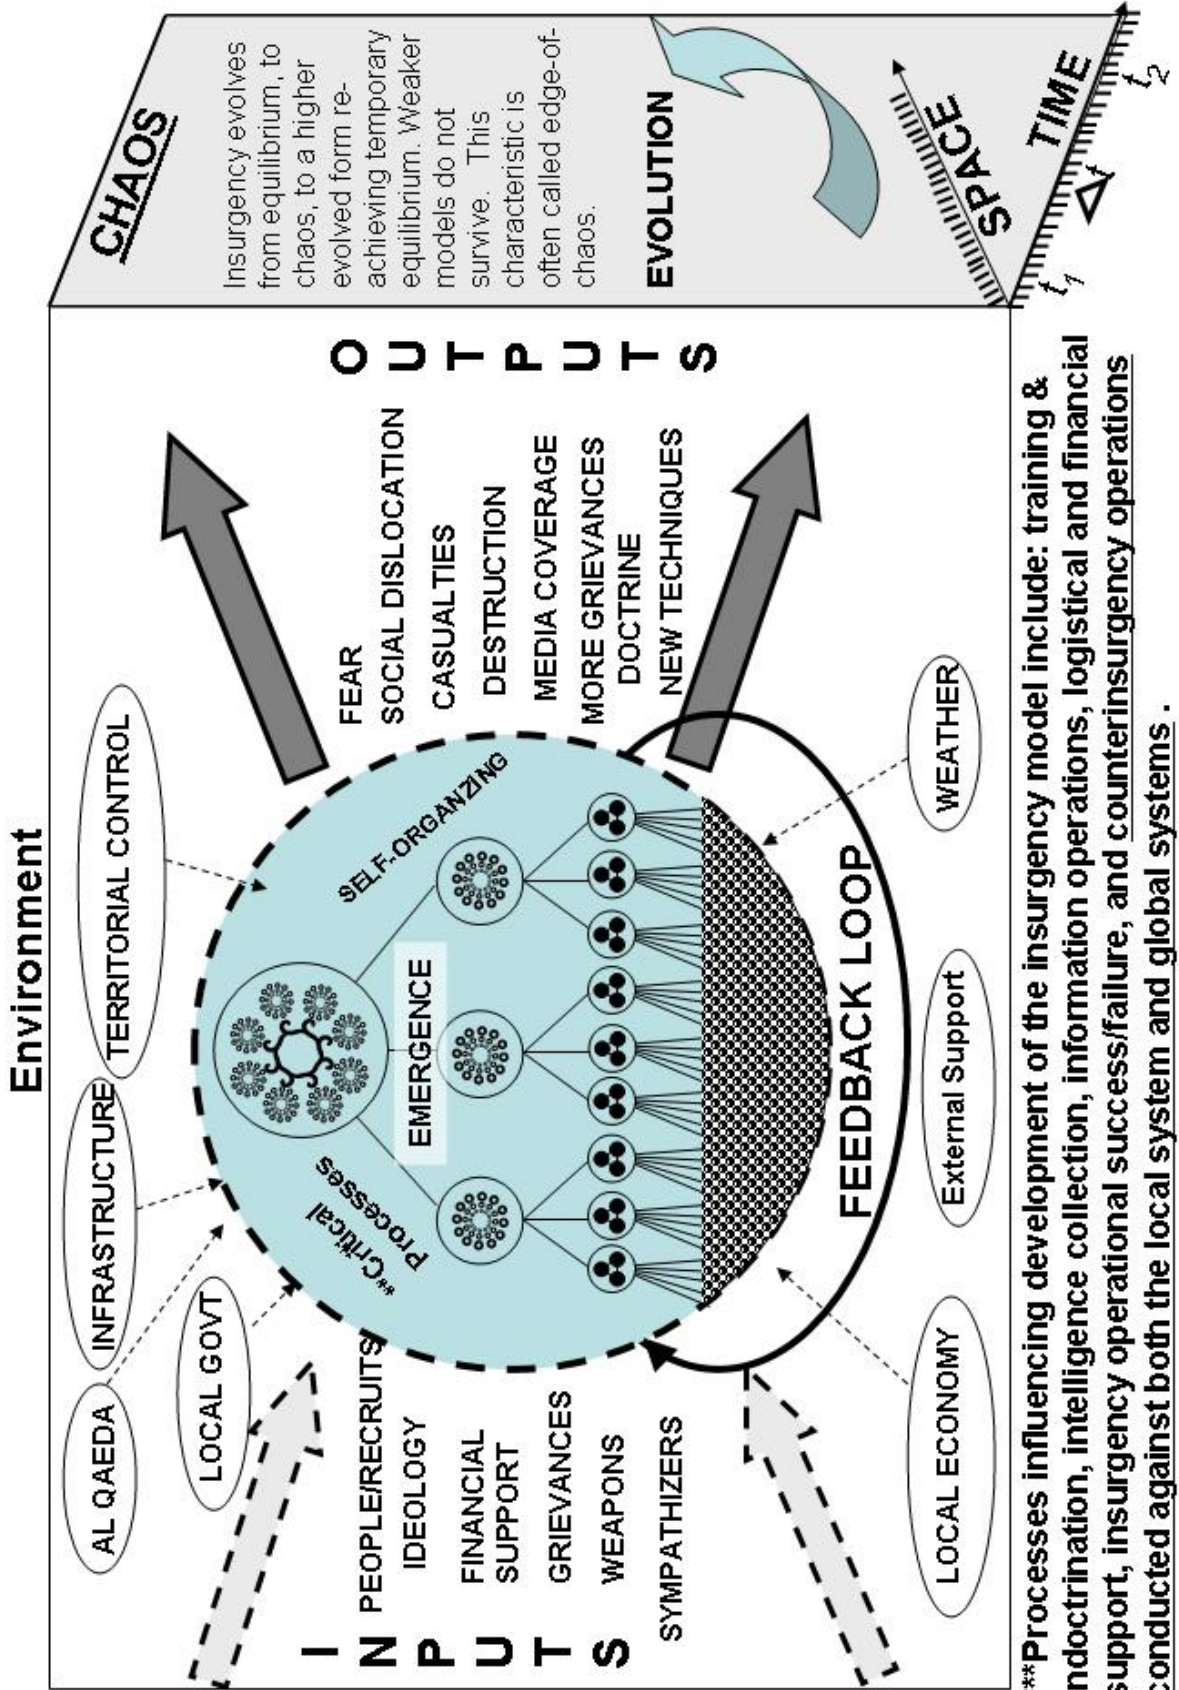 Environment
AL QAEDA
INFRASTRUCTURE
TERRITORIAL CONTROL
LOCAL GOVT
INPUTS
PEOPLE/RECRUITS
IDEOLOGY
FINANCIAL
SUPPORT
GRIEVANCES
WEAPONS
SYMPATHIZERS
**Critical
Processes
EMERGENCE
SELF-ORGANIZING
FEAR
SOCIAL DISLOCATION
CASUALTIES
DESTRUCTION
MEDIA COVERAGE
MORE GRIEVANCES
DOCTRINE
NEW TECHNIQUES
OUTPUTS
FEEDBACK LOOP
LOCAL ECONOMY
External Support
WEATHER
CHAOS
Insurgency evolves
from equilibrium, to
chaos, to a higher
evolved form re-
achieving temporary
equilibrium. Weaker
models do not
survive. This
characteristic is
often called edge-of-
chaos.
EVOLUTION
SPACE
TIME
t1
Δt
t2
**Processes influencing development of the insurgency model include: training &
indoctrination, intelligence collection, information operations, logistical and financial
support, insurgency operational success/failure, and counterinsurgency operations
conducted against both the local system and global systems .